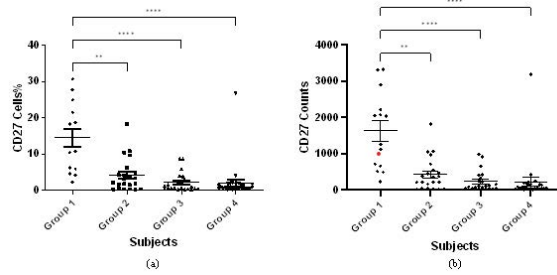 ****
****
**
40
30
20
10
0
CD27 Cells%
Group 1
Group 2
Group 3
Group 4
Subjects
(a)
****
****
**
4000
3000
2000
1000
0
CD27 Counts
Group 1
Group 2
Group 3
Group 4
Subjects
(b)